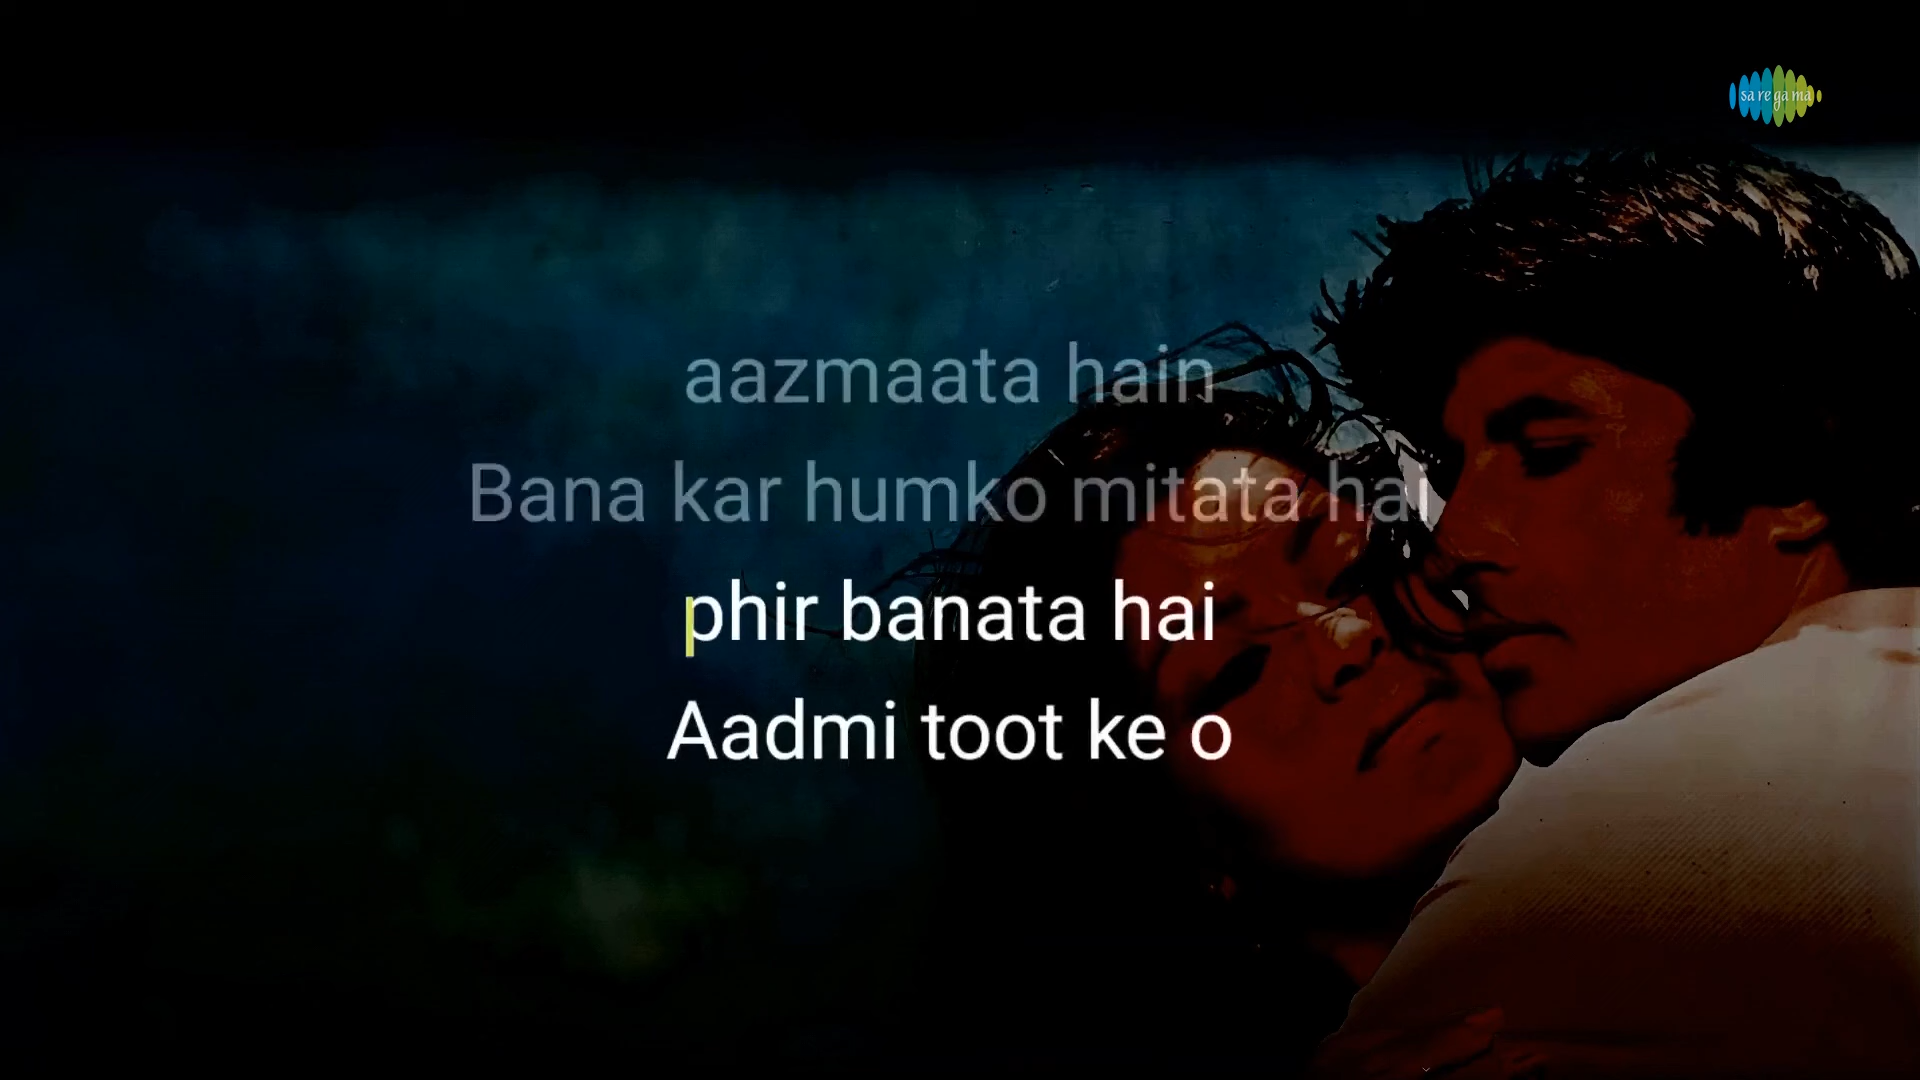 sa re ga ma
aazmaata hain
Bana kar humko mitata hai
phir banata hai
Aadmi toot ke o